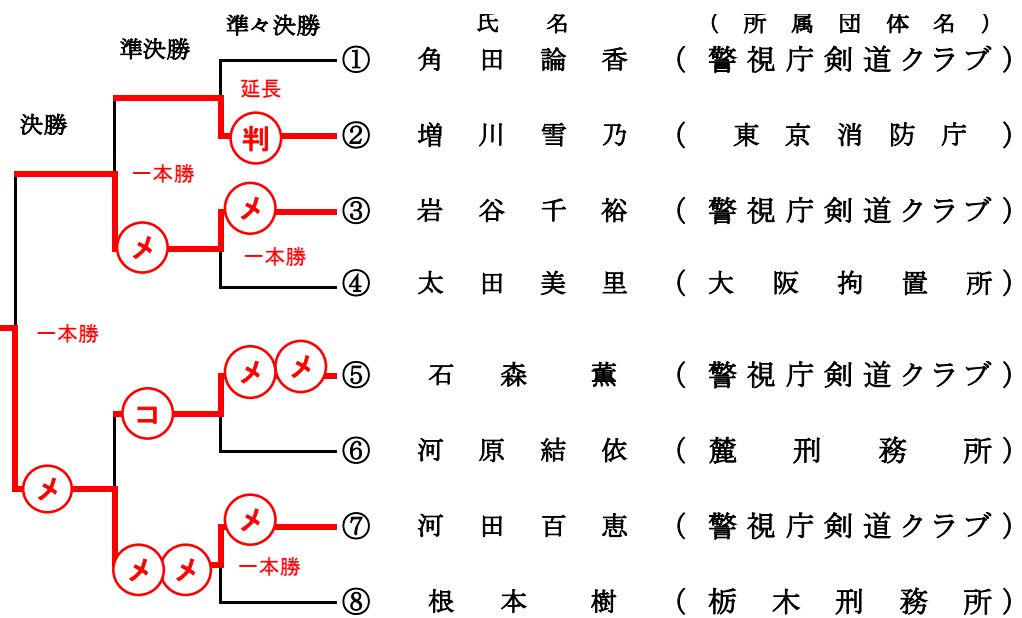 準々決勝 氏名 (所属団体名)
準決勝 ① 角田論香 (警視庁剣道クラブ)
延長
決勝 判 ② 増川雪乃 (東京消防庁)
一本勝
メ ③ 岩谷千裕 (警視庁剣道クラブ)
メ 一本勝
④ 太田美里 (大阪拘置所)
一本勝
メメ ⑤ 石森薫 (警視庁剣道クラブ)
コ
⑥ 河原結依 (麓刑務所)
メ
メ ⑦ 河田百恵 (警視庁剣道クラブ)
メメ 一本勝
⑧ 根本樹 (栃木刑務所)